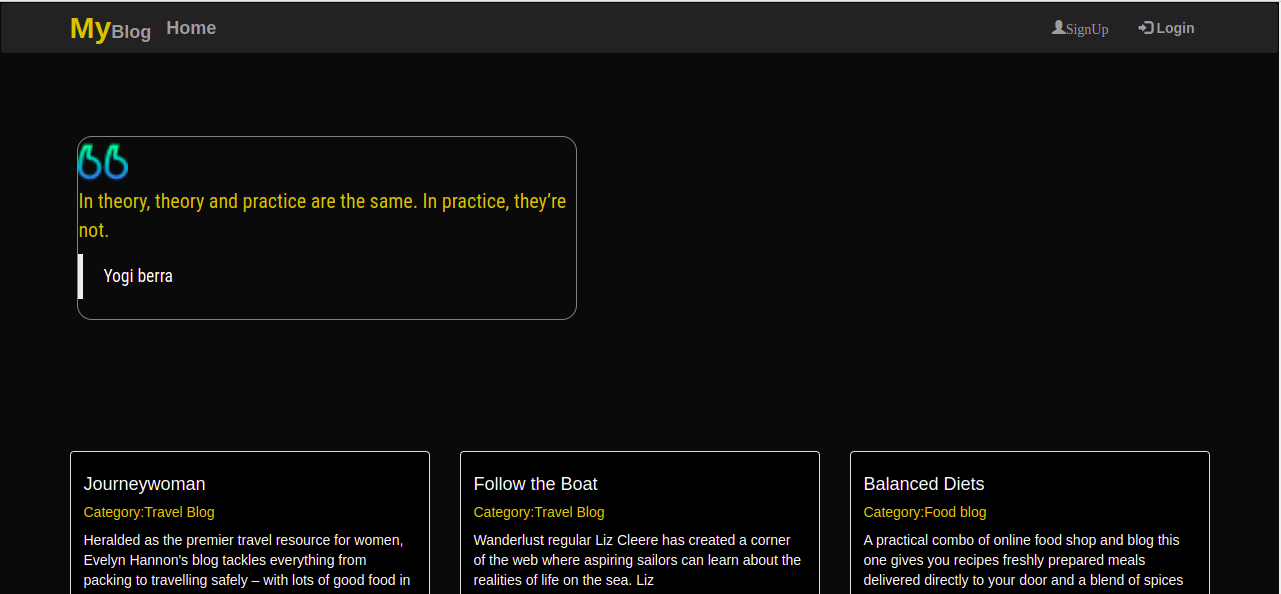 MyBlog Home SignUp Login
In theory, theory and practice are the same. In practice, they’re
not.
Yogi berra
Journeywoman
Category:Travel Blog
Heralded as the premier travel resource for women,
Evelyn Hannon's blog tackles everything from
packing to travelling safely – with lots of good food in
Follow the Boat
Category:Travel Blog
Wanderlust regular Liz Cleere has created a corner
of the web where aspiring sailors can learn about the
realities of life on the sea. Liz
Balanced Diets
Category:Food blog
A practical combo of online food shop and blog this
one gives you recipes freshly prepared meals
delivered directly to your door and a blend of spices